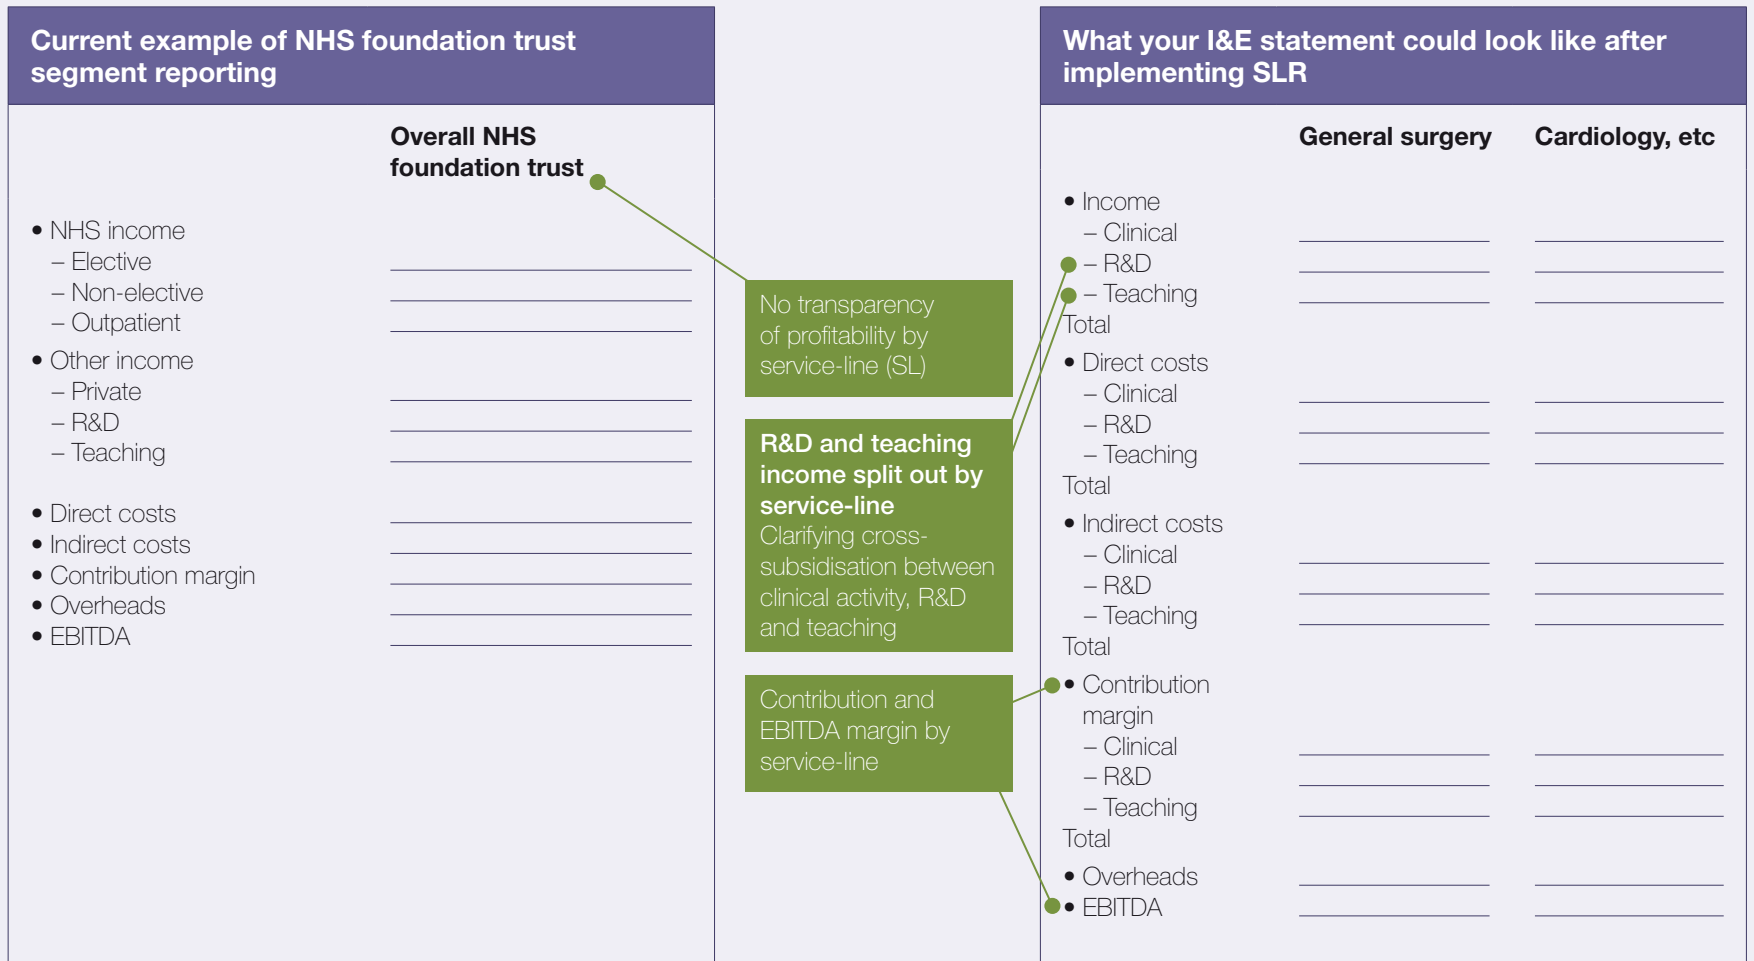 Current example of NHS foundation trust
segment reporting
Overall NHS
foundation trust
• NHS income
– Elective
– Non-elective
– Outpatient
• Other income
– Private
– R&D
– Teaching
• Direct costs
• Indirect costs
• Contribution margin
• Overheads
• EBITDA
No transparency
of profitability by
service-line (SL)
R&D and teaching
income split out by
service-line
Clarifying cross-
subsidisation between
clinical activity, R&D
and teaching
Contribution and
EBITDA margin by
service-line
What your I&E statement could look like after
implementing SLR
General surgery
Cardiology, etc
• Income
– Clinical
– R&D
– Teaching
Total
• Direct costs
– Clinical
– R&D
– Teaching
Total
• Indirect costs
– Clinical
– R&D
– Teaching
Total
• Contribution
margin
– Clinical
– R&D
– Teaching
Total
• Overheads
• EBITDA